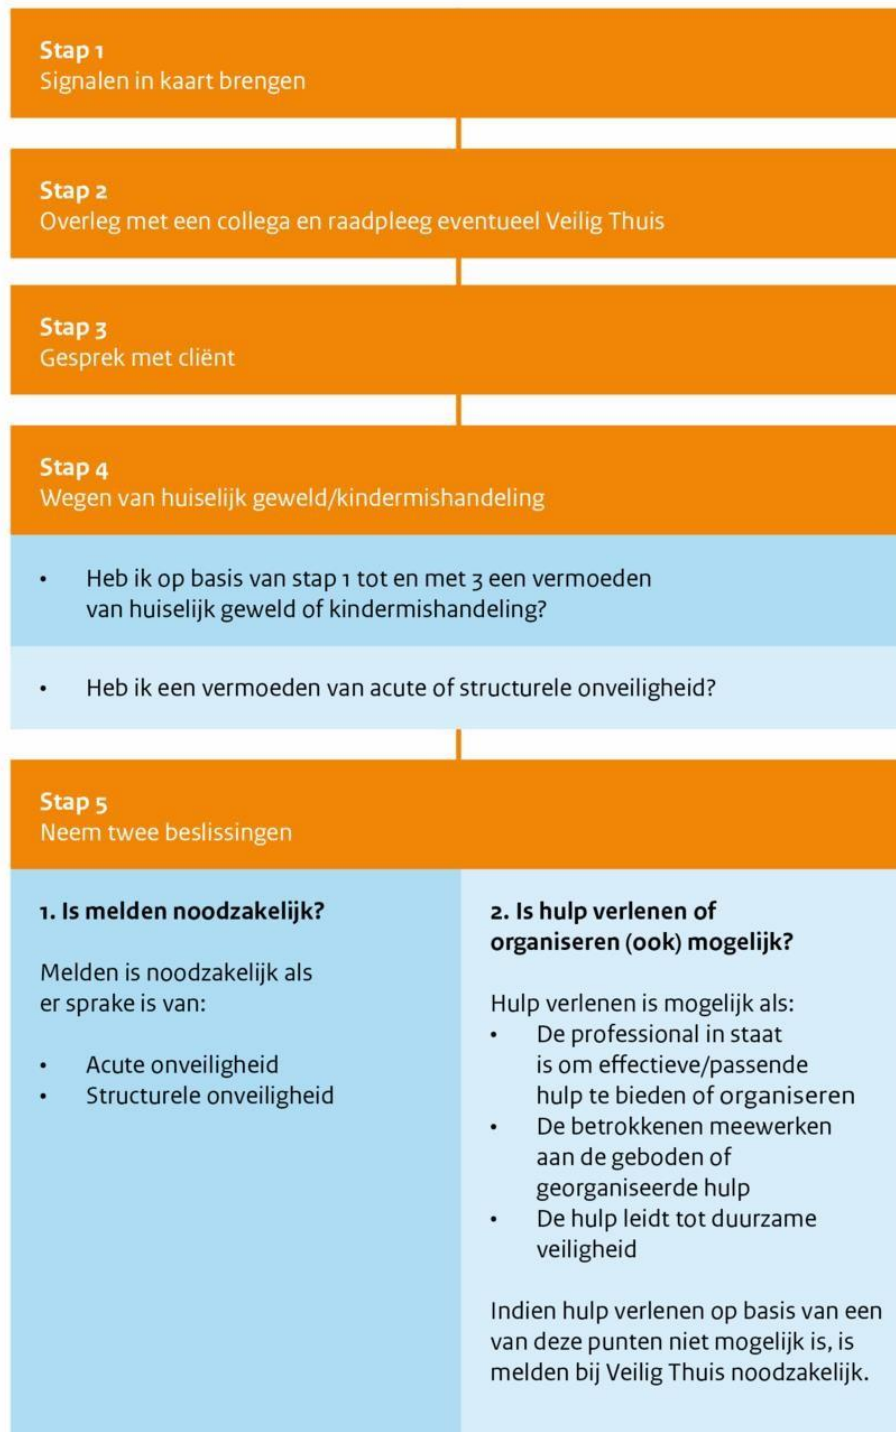 Stap 1
Signalen in kaart brengen
Stap 2
Overleg met een collega en raadpleeg eventueel Veilig Thuis
Stap 3
Gesprek met cliënt
Stap 4
Wegen van huiselijk geweld/kindermishandeling
• Heb ik op basis van stap 1 tot en met 3 een vermoeden
van huiselijk geweld of kindermishandeling?
• Heb ik een vermoeden van acute of structurele onveiligheid?
Stap 5
Neem twee beslissingen
1. Is melden noodzakelijk?
Melden is noodzakelijk als
er sprake is van:
• Acute onveiligheid
• Structurele onveiligheid
2. Is hulp verlenen of
organiseren (ook) mogelijk?
Hulp verlenen is mogelijk als:
• De professional in staat
is om effectieve/passende
hulp te bieden of organiseren
• De betrokkenen meewerken
aan de geboden of
georganiseerde hulp
• De hulp leidt tot duurzame
veiligheid
Indien hulp verlenen op basis van een
van deze punten niet mogelijk is, is
melden bij Veilig Thuis noodzakelijk.